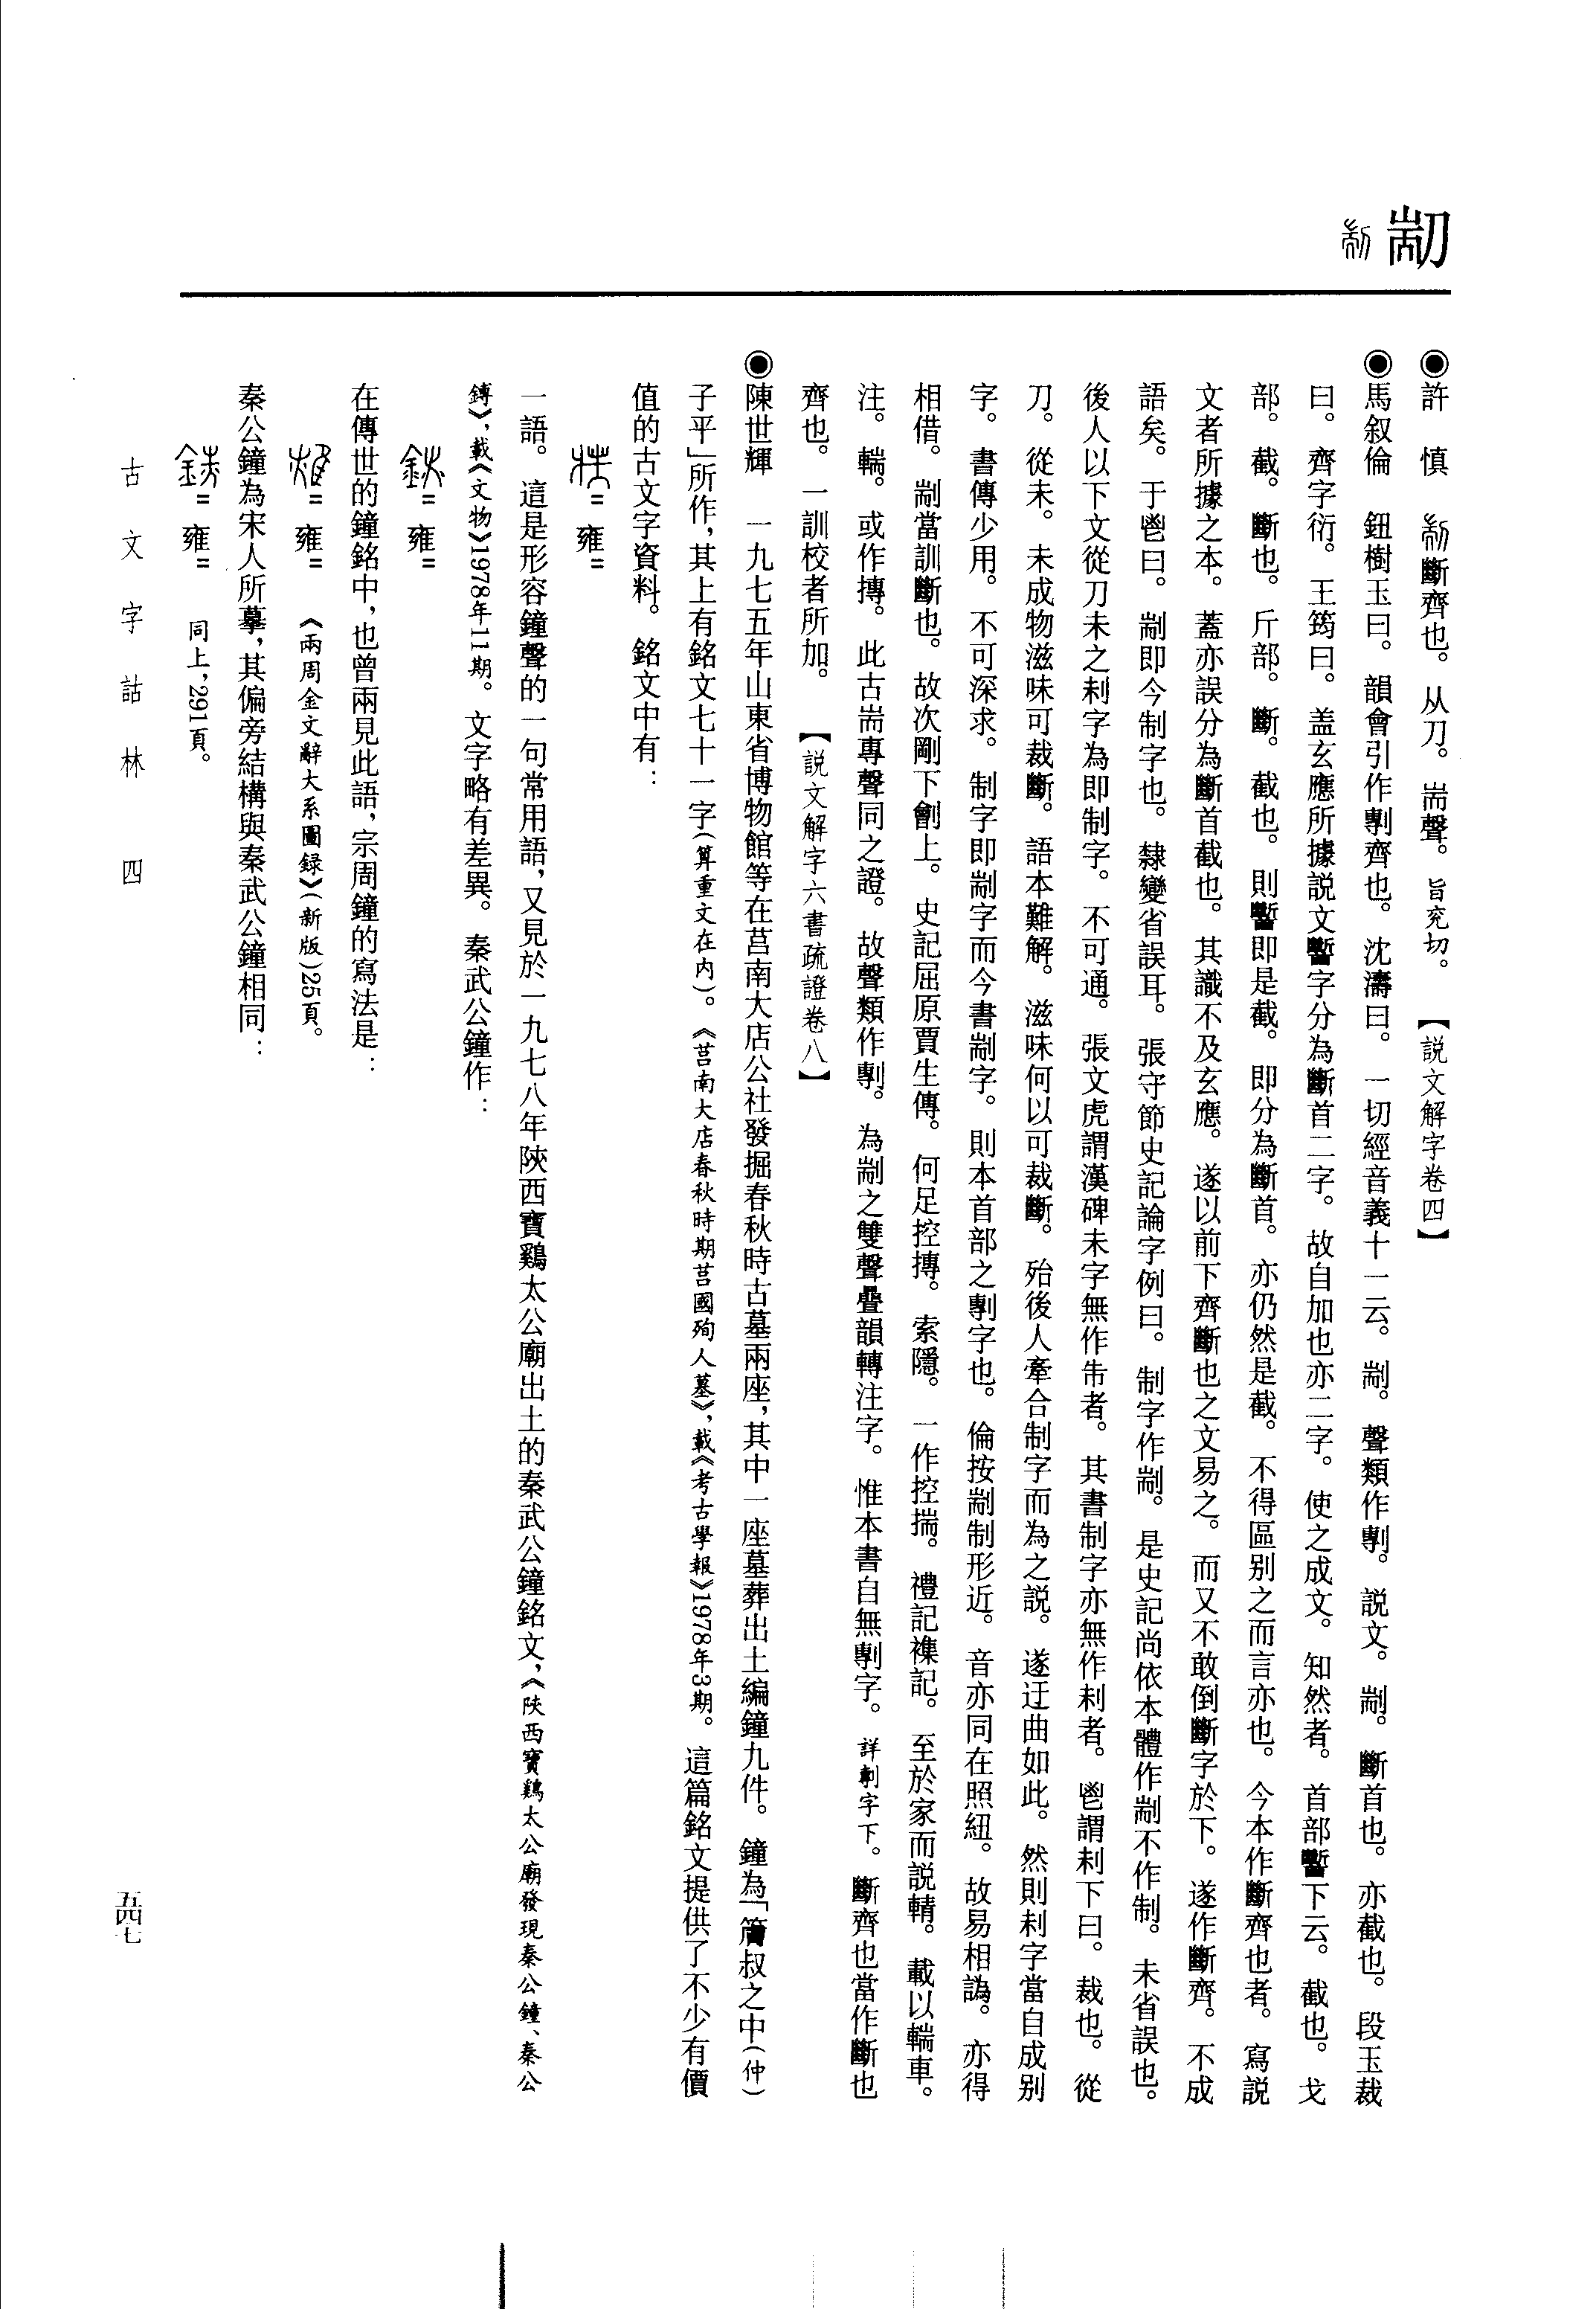 剬
◉許 慎 斷齊也。从刀。耑聲。旨兖切。【説文解字卷四】
◉馬叙倫 鈕樹玉曰。韻會引作剸齊也。沈濤曰。一切經音義十一云。剬。聲類作剸。説文。剬。斷首也。亦截也。段玉裁
曰。齊字衍。王筠曰。盖玄應所據説文䥷字分為斷首二字。故自加也亦二字。使之成文。知然者。首部下云。截也。戈
部。截。斷也。斤部。斷。截也。則即是截。即分為斷首。亦仍然是截。不得區别之而言亦也。今本作斷齊也者。寫説
文者所據之本。蓋亦誤分為斷首截也。其識不及玄應。遂以前下齊斷也之文易之。而又不敢倒斷字於下。遂作斷齊。不成
語矣。于鬯曰。剬即今制字也。隸變省誤耳。張守節史記論字例曰。制字作剬。是史記尚依本體作剬不作制。未省誤也。
後人以下文從刀未之利字為即制字。不可通。張文虎謂漢碑未字無作者。其書制字亦無作者。鬯謂下曰。裁也。從
刀。從未。未成物滋味可裁斷。語本難解。滋味何以可裁斷。殆後人牽合制字而為之説。遂迂曲如此。然則字當自成别
字。書傳少用。不可深求。制字即剬字而今書剬字。則本首部之剸字也。倫按剬制形近。音亦同在照紐。故易相譌。亦得
相借。剬當訓斷也。故次剛下劊上。史記屈原賈生傳。何足控摶。索隱。一作控揣。禮記襍記。至於家而説輤。載以輲車。
注。輲。或作摶。此古耑專聲同之證。故聲類作剸。為剬之雙聲疊韻轉注字。惟本書自無剸字。詳劁字下。斷齊也當作斷也
齊也。一訓校者所加。【説文解字六書疏證卷八】
◉陳世輝 一九七五年山東省博物館等在莒南大店公社發掘春秋時古墓兩座，其中一座墓葬出土編鐘九件。鐘為「簷叔之中（仲）
子平」所作，其上有銘文七十一字（算重文在内）。《莒南大店春秋時期莒國殉人墓》，載《考古學報》1978年3期。這篇銘文提供了不少有價
值的古文字資料。銘文中有：
= 雍=
一語。這是形容鐘聲的一句常用語，又見於一九七八年陝西寶鷄太公廟出土的秦武公鐘銘文，《陝西寶鷄太公廟發現秦公鐘、秦公
鎛》，載《文物》1978年11期。文字略有差異。秦武公鐘作：
= 雍=
在傳世的鐘銘中，也曾兩見此語，宗周鐘的寫法是：
= 雍= 《兩周金文辭大系圖録》（新版）25頁。
秦公鐘為宋人所摹，其偏旁結構與秦武公鐘相同：
= 雍= 同上，291頁。
古文字詁林 四
五四七